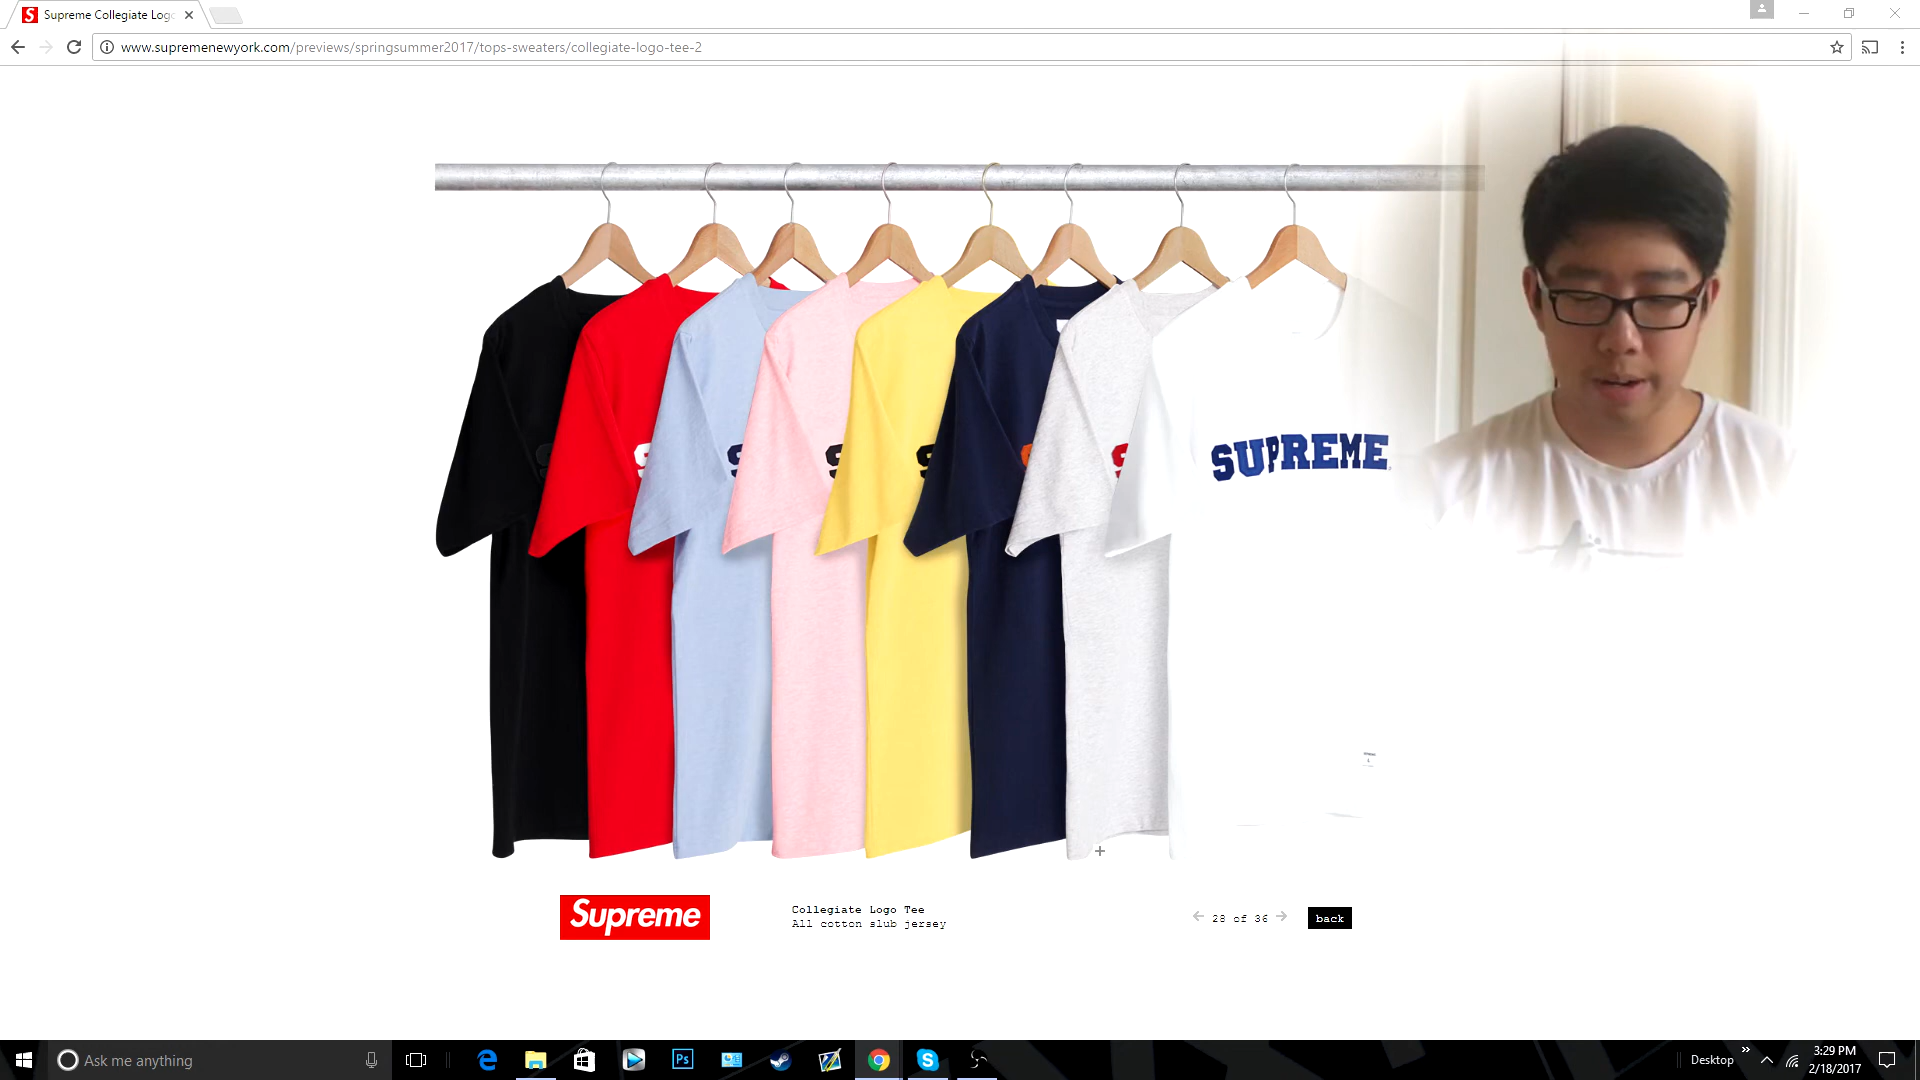 Supreme Collegiate Logo
www.supremenewyork.com/previews/springsummer2017/tops-sweaters/collegiate-logo-tee-2
SUPREME
Supreme
Collegiate Logo Tee
All cotton slub jersey
28 of 36
back
Ask me anything
Ps
Desktop
3:29 PM
2/18/2017